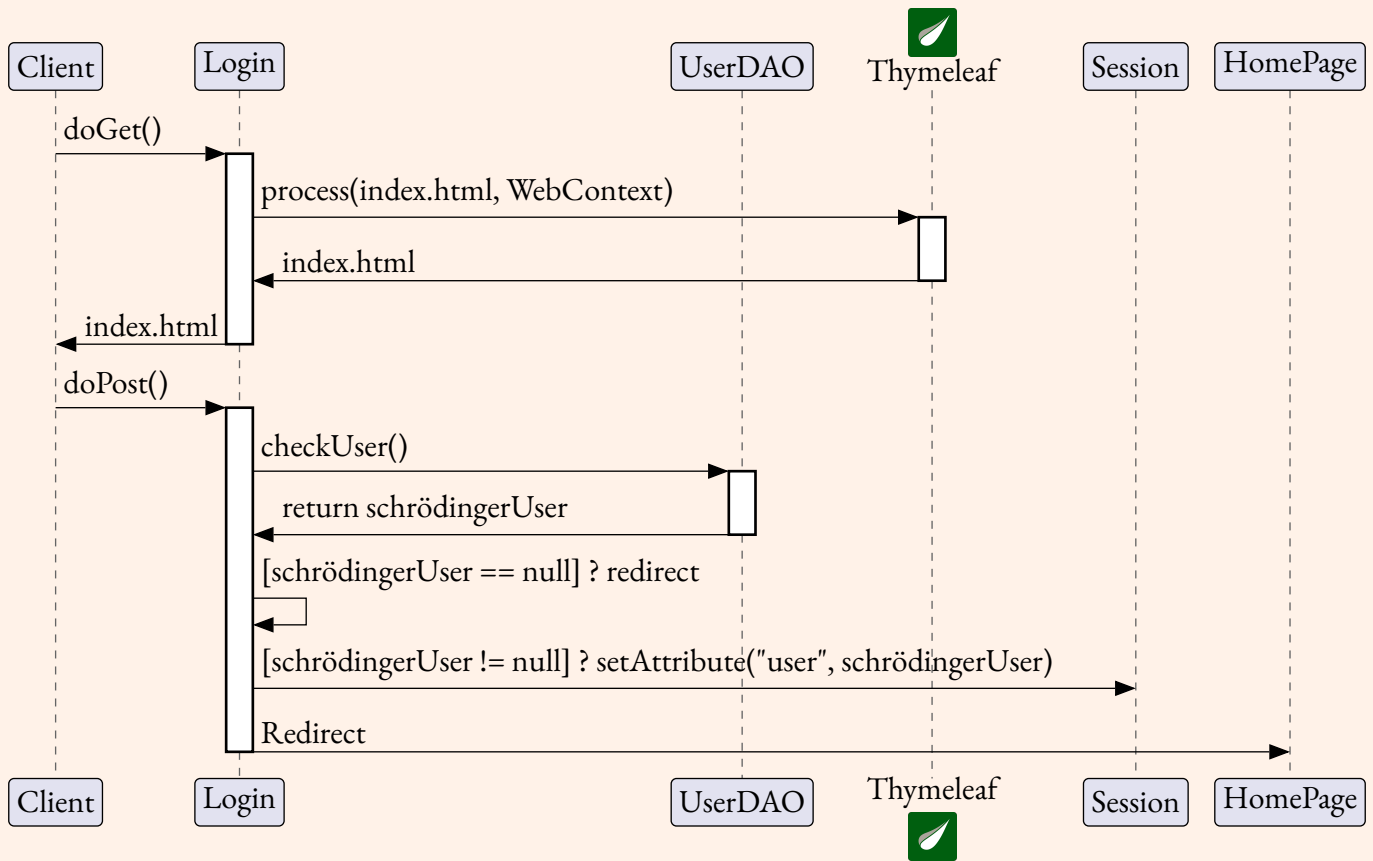 Client
Login
UserDAO
Thymeleaf
Session
HomePage
doGet()
process(index.html, WebContext)
index.html
index.html
doPost()
checkUser()
return schrödingerUser
[schrödingerUser == null] ? redirect
[schrödingerUser != null] ? setAttribute("user", schrödingerUser)
Redirect
Client
Login
UserDAO
Thymeleaf
Session
HomePage